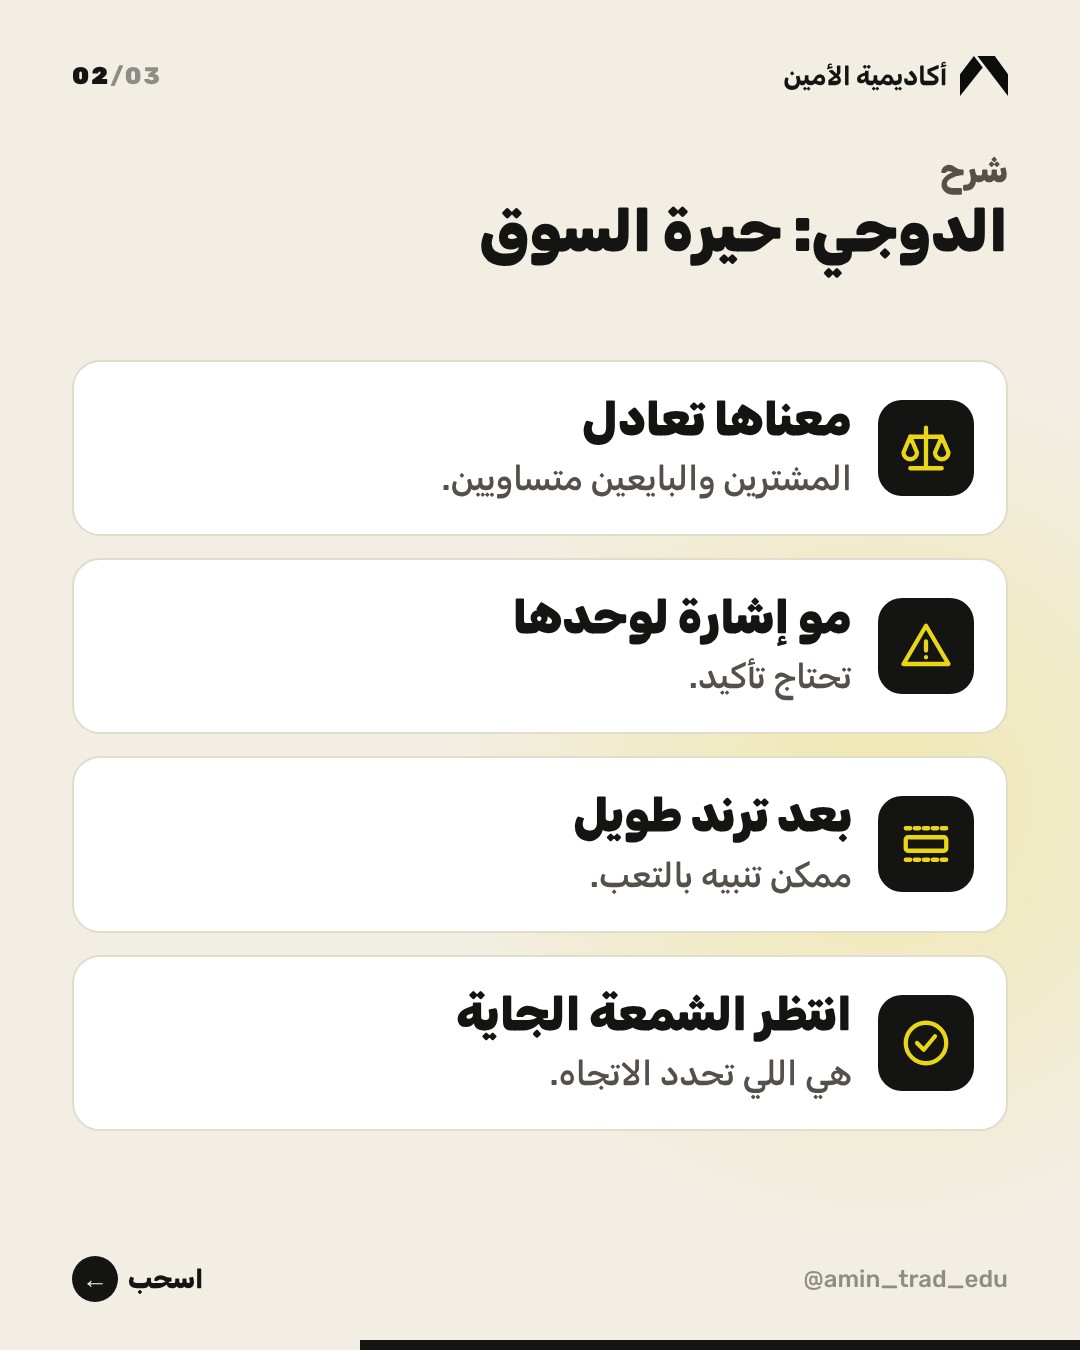 أكاديمية الأمين
02/03
شرح
الدوجي: حيرة السوق
معناها تعادل
المشترين والبايعين متساويين.
مو إشارة لوحدها
تحتاج تأكيد.
بعد ترند طويل
ممكن تنبيه بالتعب.
انتظر الشمعة الجاية
هي اللي تحدد الاتجاه.
@amin_trad_edu
اسحب ←